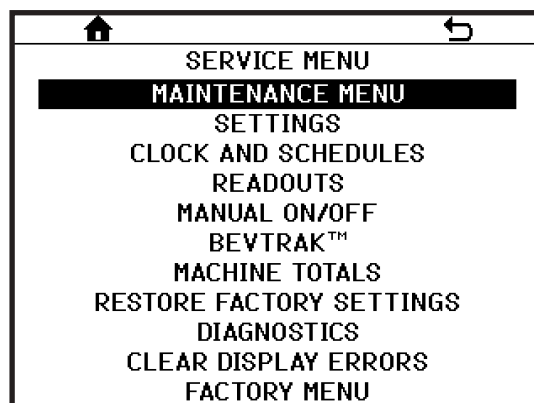 SERVICE MENU
MAINTENANCE MENU
SETTINGS
CLOCK AND SCHEDULES
READOUTS
MANUAL ON/OFF
BEVTRAK™
MACHINE TOTALS
RESTORE FACTORY SETTINGS
DIAGNOSTICS
CLEAR DISPLAY ERRORS
FACTORY MENU